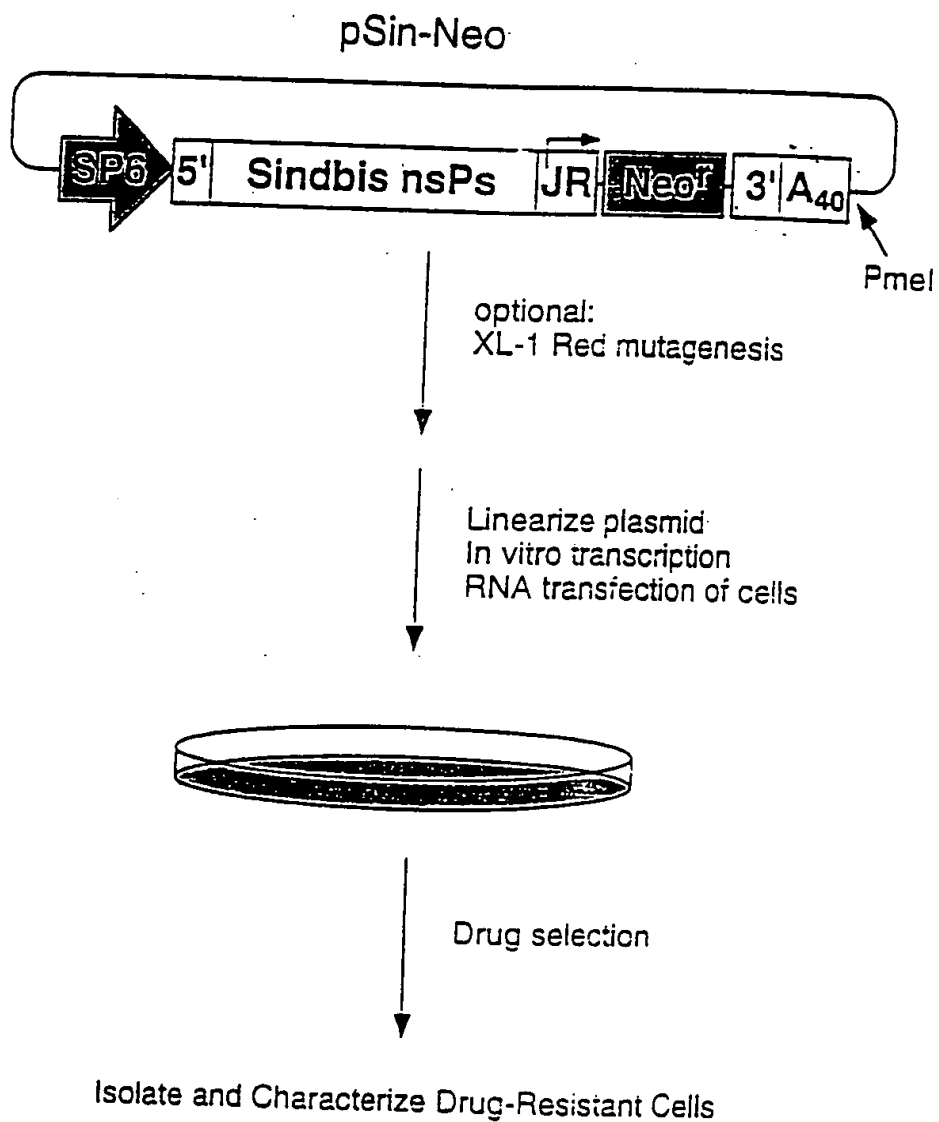 pSin-Neo
SP6 5' Sindbis nsPs JR Neoʳ 3' A₄₀
PmeI
optional:
XL-1 Red mutagenesis
Linearize plasmid
In vitro transcription
RNA transfection of cells
Drug selection
Isolate and Characterize Drug-Resistant Cells